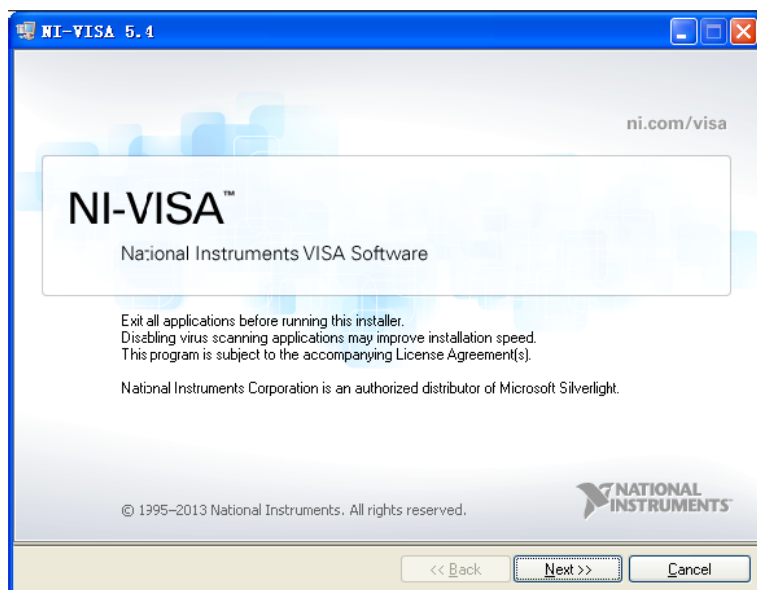 NI-VISA 5.4
ni.com/visa
NI-VISA™
National Instruments VISA Software
Exit all applications before running this installer.
Disabling virus scanning applications may improve installation speed.
This program is subject to the accompanying License Agreement(s).
National Instruments Corporation is an authorized distributor of Microsoft Silverlight.
© 1995–2013 National Instruments. All rights reserved.
NATIONAL
INSTRUMENTS™
<< Back
Next >>
Cancel